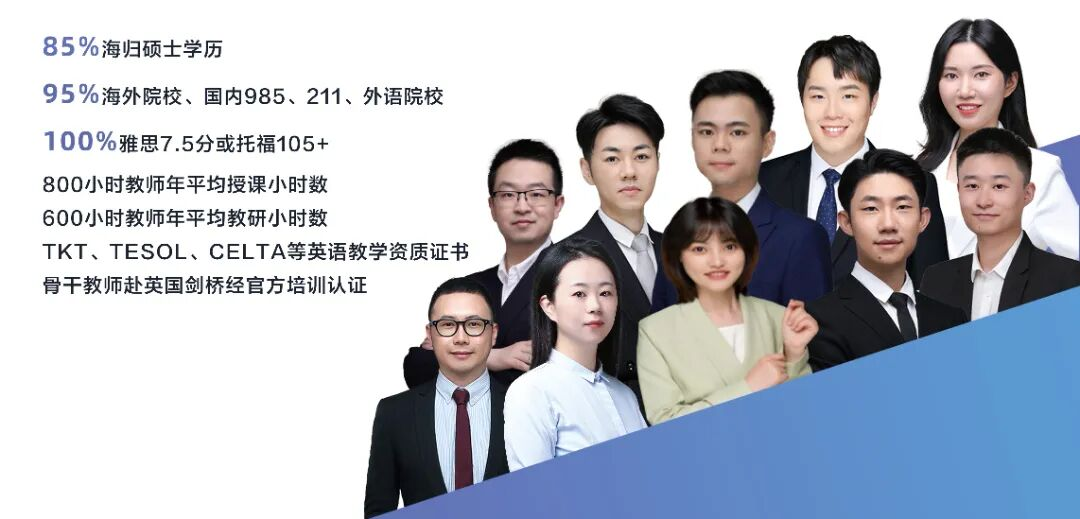 85%海归硕士学历
95%海外院校、国内985、211、外语院校
100%雅思7.5分或托福105+
800小时教师年平均授课小时数
600小时教师年平均教研小时数
TKT、TESOL、CELTA等英语教学资质证书
骨干教师赴英国剑桥经官方培训认证